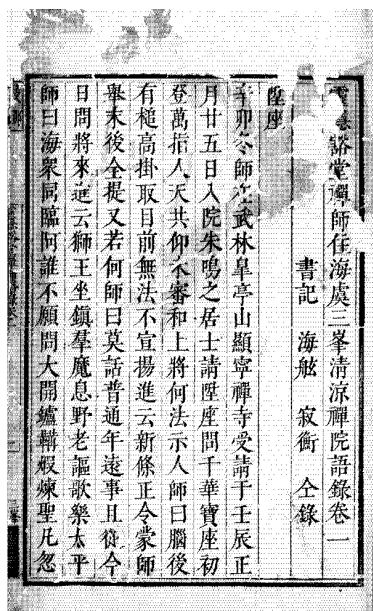 豁堂禪師住海虞三峯清涼禪院語錄卷一
書記 海舷 寂衝 仝錄
陞座
辛卯冬師在武林臯亭山顯寧禪寺受請于壬辰正
月廿五日入院朱鳴之居士請陞座問千華寶座初
登萬指人天共仰不審和上將何法示人師曰腦後
有槌高掛取目前無法不宣揚進云新條正令蒙師
舉末後全提又若何師曰莫話普通年遠事且從今
日問將來進云獅王坐鎮羣魔息野老謳歌樂太平
師曰海衆同臨阿誰不願問大開鑪鞴煆煉聖凡忽